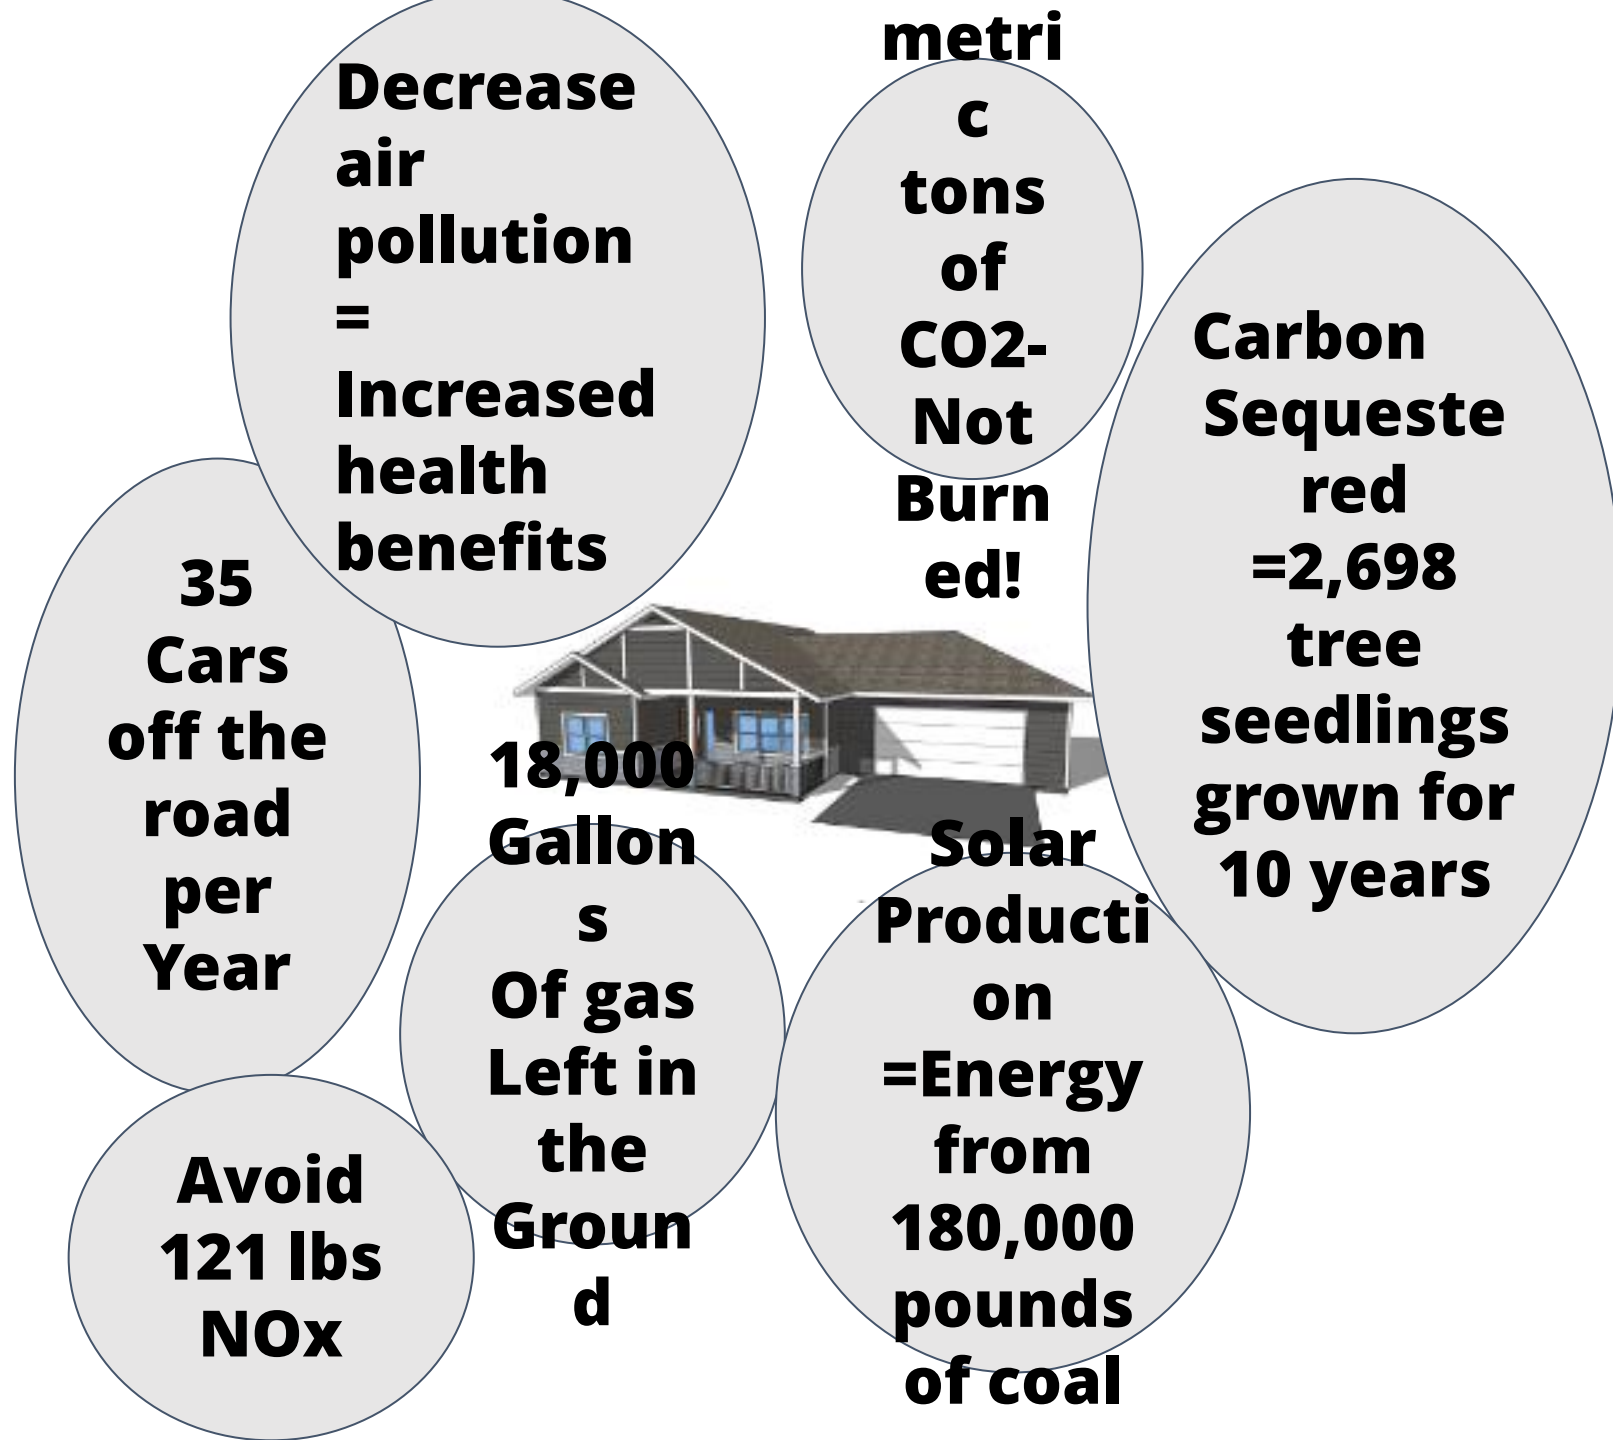 Decrease
air
pollution
=
Increased
health
benefits
metri
c
tons
of
CO2-
Not
Burn
ed!
Carbon
Sequeste
red
=2,698
tree
seedlings
grown for
10 years
35
Cars
off the
road
per
Year
18,000
Gallon
s
Of gas
Left in
the
Groun
d
Solar
Producti
on
=Energy
from
180,000
pounds
of coal
Avoid
121 lbs
NOx